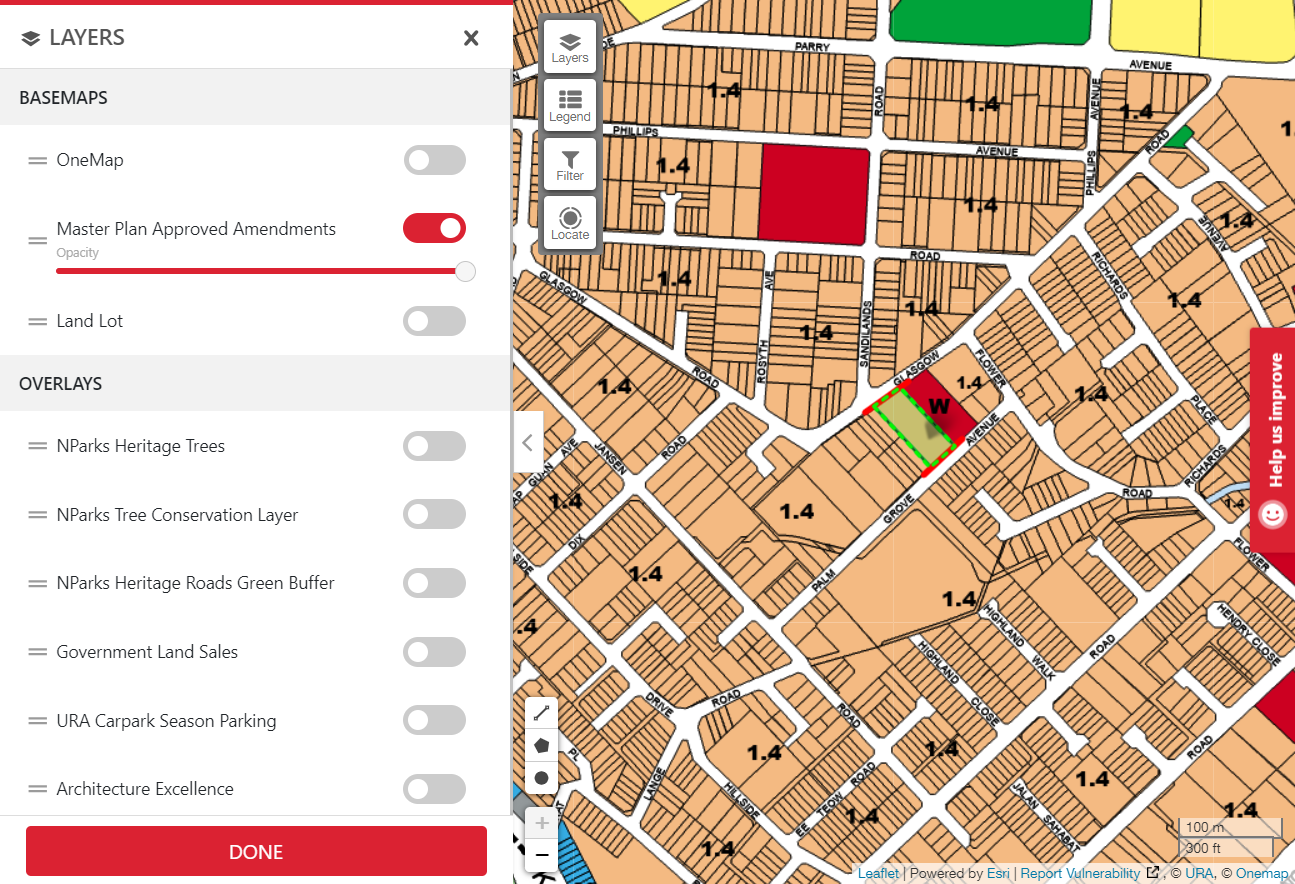 LAYERS
BASEMAPS
OneMap
Master Plan Approved Amendments
Opacity
Land Lot
OVERLAYS
NParks Heritage Trees
NParks Tree Conservation Layer
NParks Heritage Roads Green Buffer
Government Land Sales
URA Carpark Season Parking
Architecture Excellence
DONE
Layers
Legend
Filter
Locate
PARRY
AVENUE
1.4
1.4
1.4
ROAD
AVENUE
PHILLIPS
PHILLIPS
AVENUE
ROAD
1.4
1.4
1.4
AVENUE
ROAD
RICHARDS
GLASGOW
1.4
AVE
1.4
1.4
1.4
ROSYTH
SANDILANDS
GLASGOW
FLOWER
1.4
ROAD
1.4
1.4
W
PLACE
AVENUE
ROAD
JANSEN
GUAN AVE
RICHARDS
1.4
1.4
ROAD
1.4
GROVE
DIX
FLOWER
SIDE
1.4
PALM
1.4
HIGHLAND
WALK
HENDRY CLOSE
.4
ROAD
HIGHLAND
CLOSE
DRIVE
ROAD
ROAD
1.4
1.4
ROAD
PL
LANGE
HILLSIDE
EE TEOW ROAD
1.4
JALAN SAHABAT
1.4
1.4
1.4
Help us improve
100 m
300 ft
Leaflet | Powered by Esri | Report Vulnerability , © URA, © Onemap